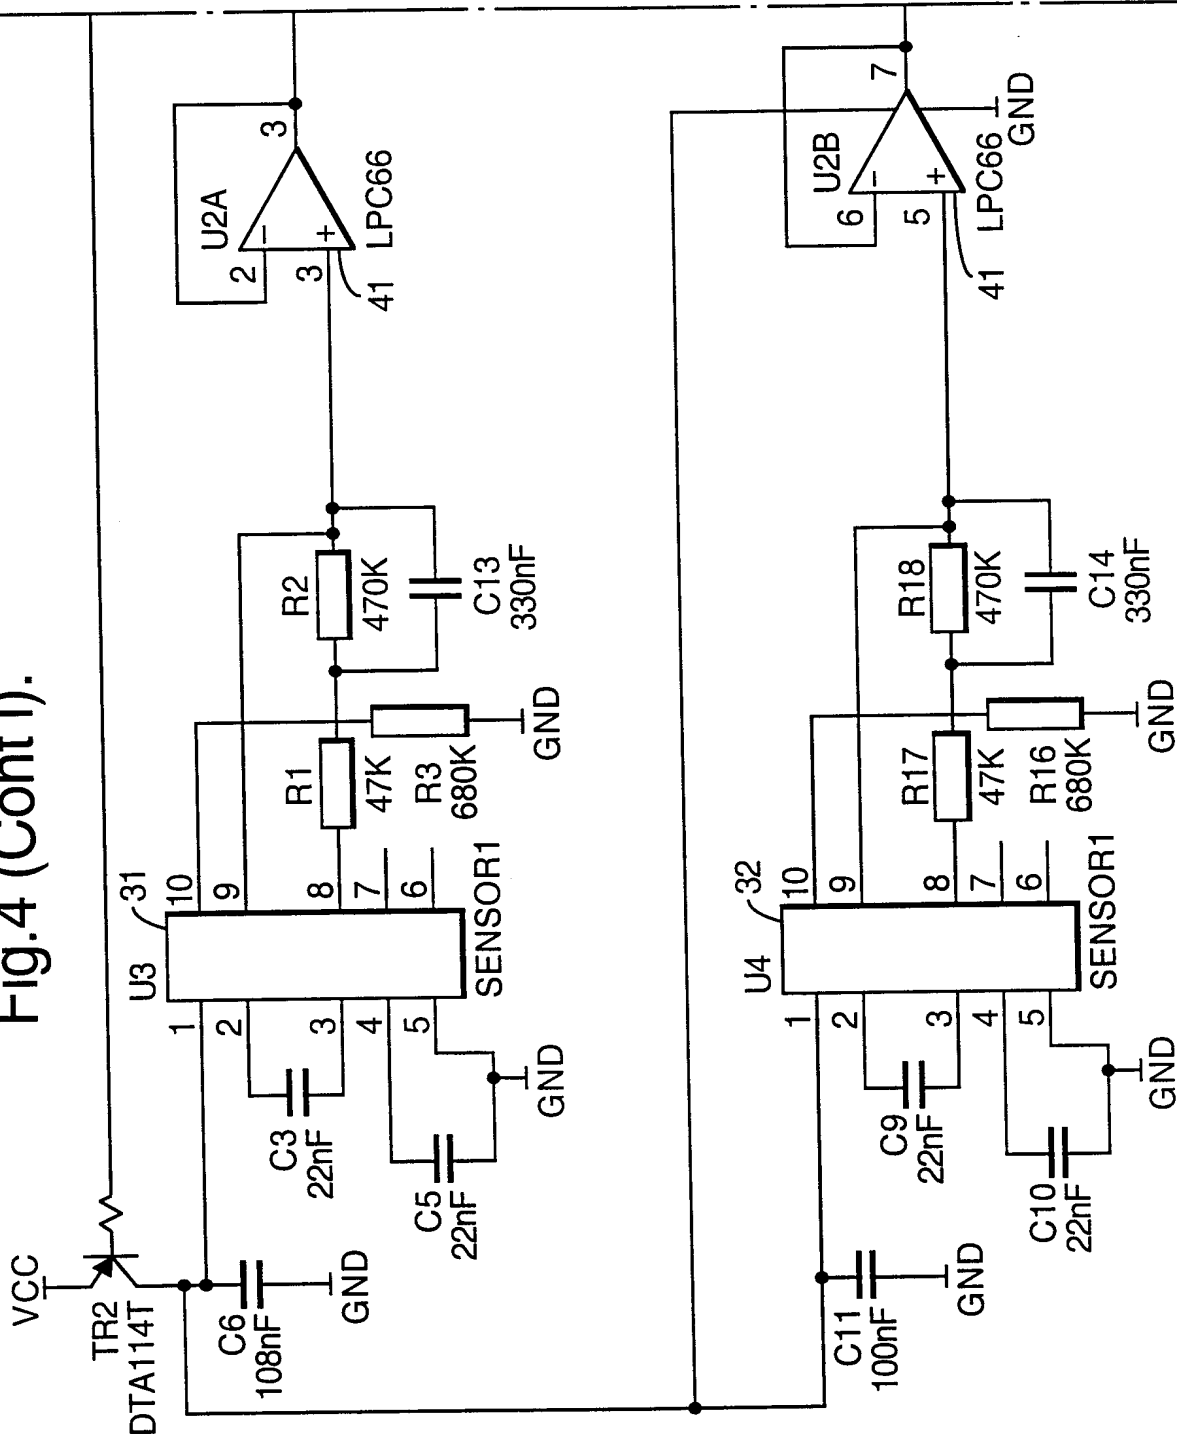 Fig.4 (Cont'd).
VCC
TR2
DTA114T
C6
108nF
GND
U3
31
1
2
3
4
5
10
9
8
7
6
SENSOR1
C3
22nF
C5
22nF
GND
R1
47K
R3
680K
GND
R2
470K
C13
330nF
U2A
2
3
3
−
+
LPC66
41
C11
100nF
GND
U4
32
1
2
3
4
5
10
9
8
7
6
SENSOR1
C9
22nF
C10
22nF
GND
R17
47K
R16
680K
GND
R18
470K
C14
330nF
U2B
6
5
7
−
+
LPC66
41
GND